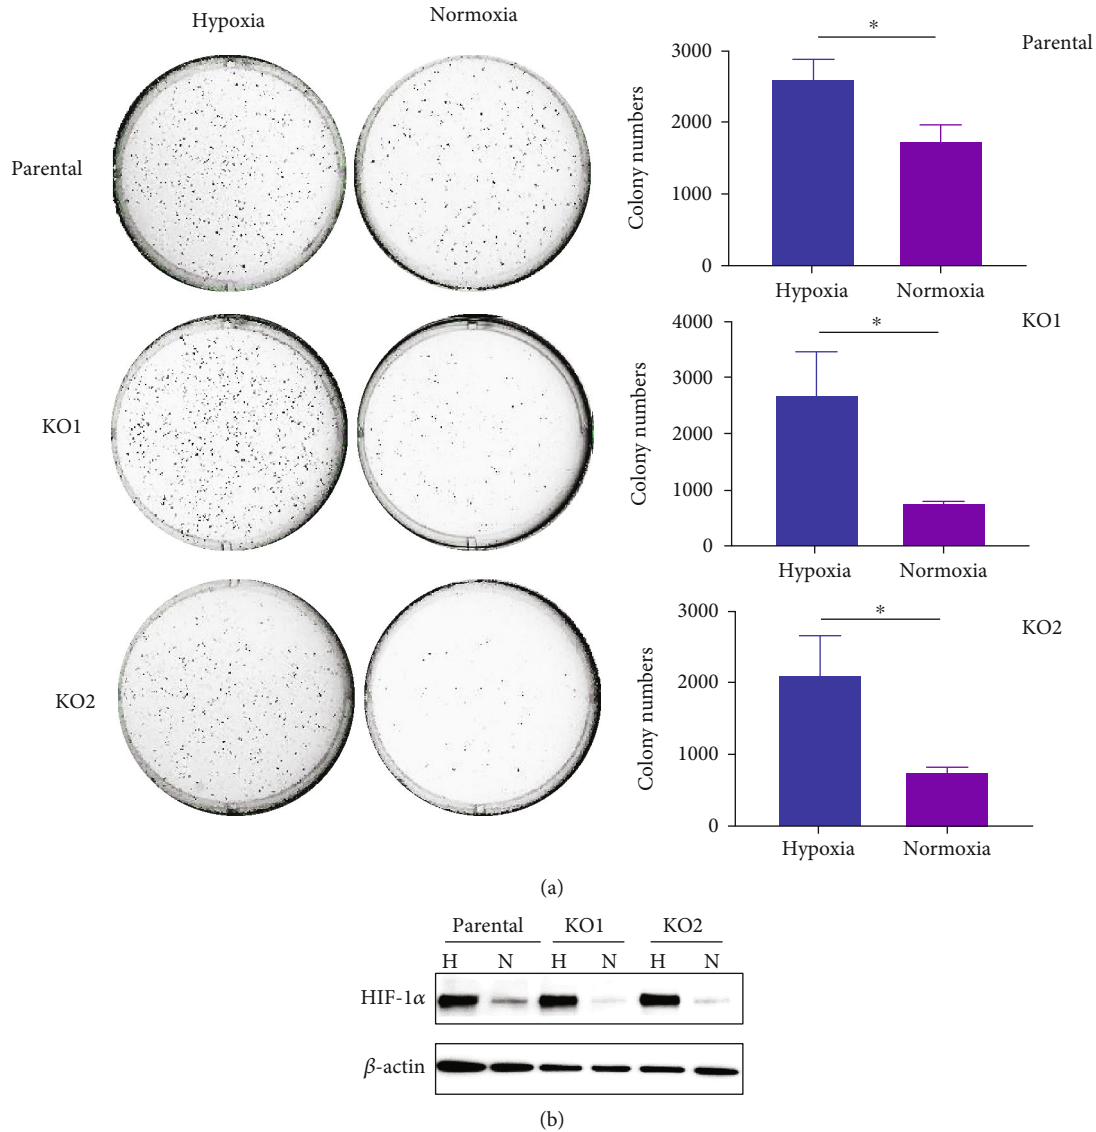 Hypoxia Normoxia
Parental
KO1
KO2
Parental
Colony numbers
3000
2000
1000
0
*
Hypoxia Normoxia
KO1
Colony numbers
4000
3000
2000
1000
0
*
Hypoxia Normoxia
KO2
Colony numbers
3000
2000
1000
0
*
Hypoxia Normoxia
(a)
Parental KO1 KO2
H N H N H N
HIF-1α
β-actin
(b)